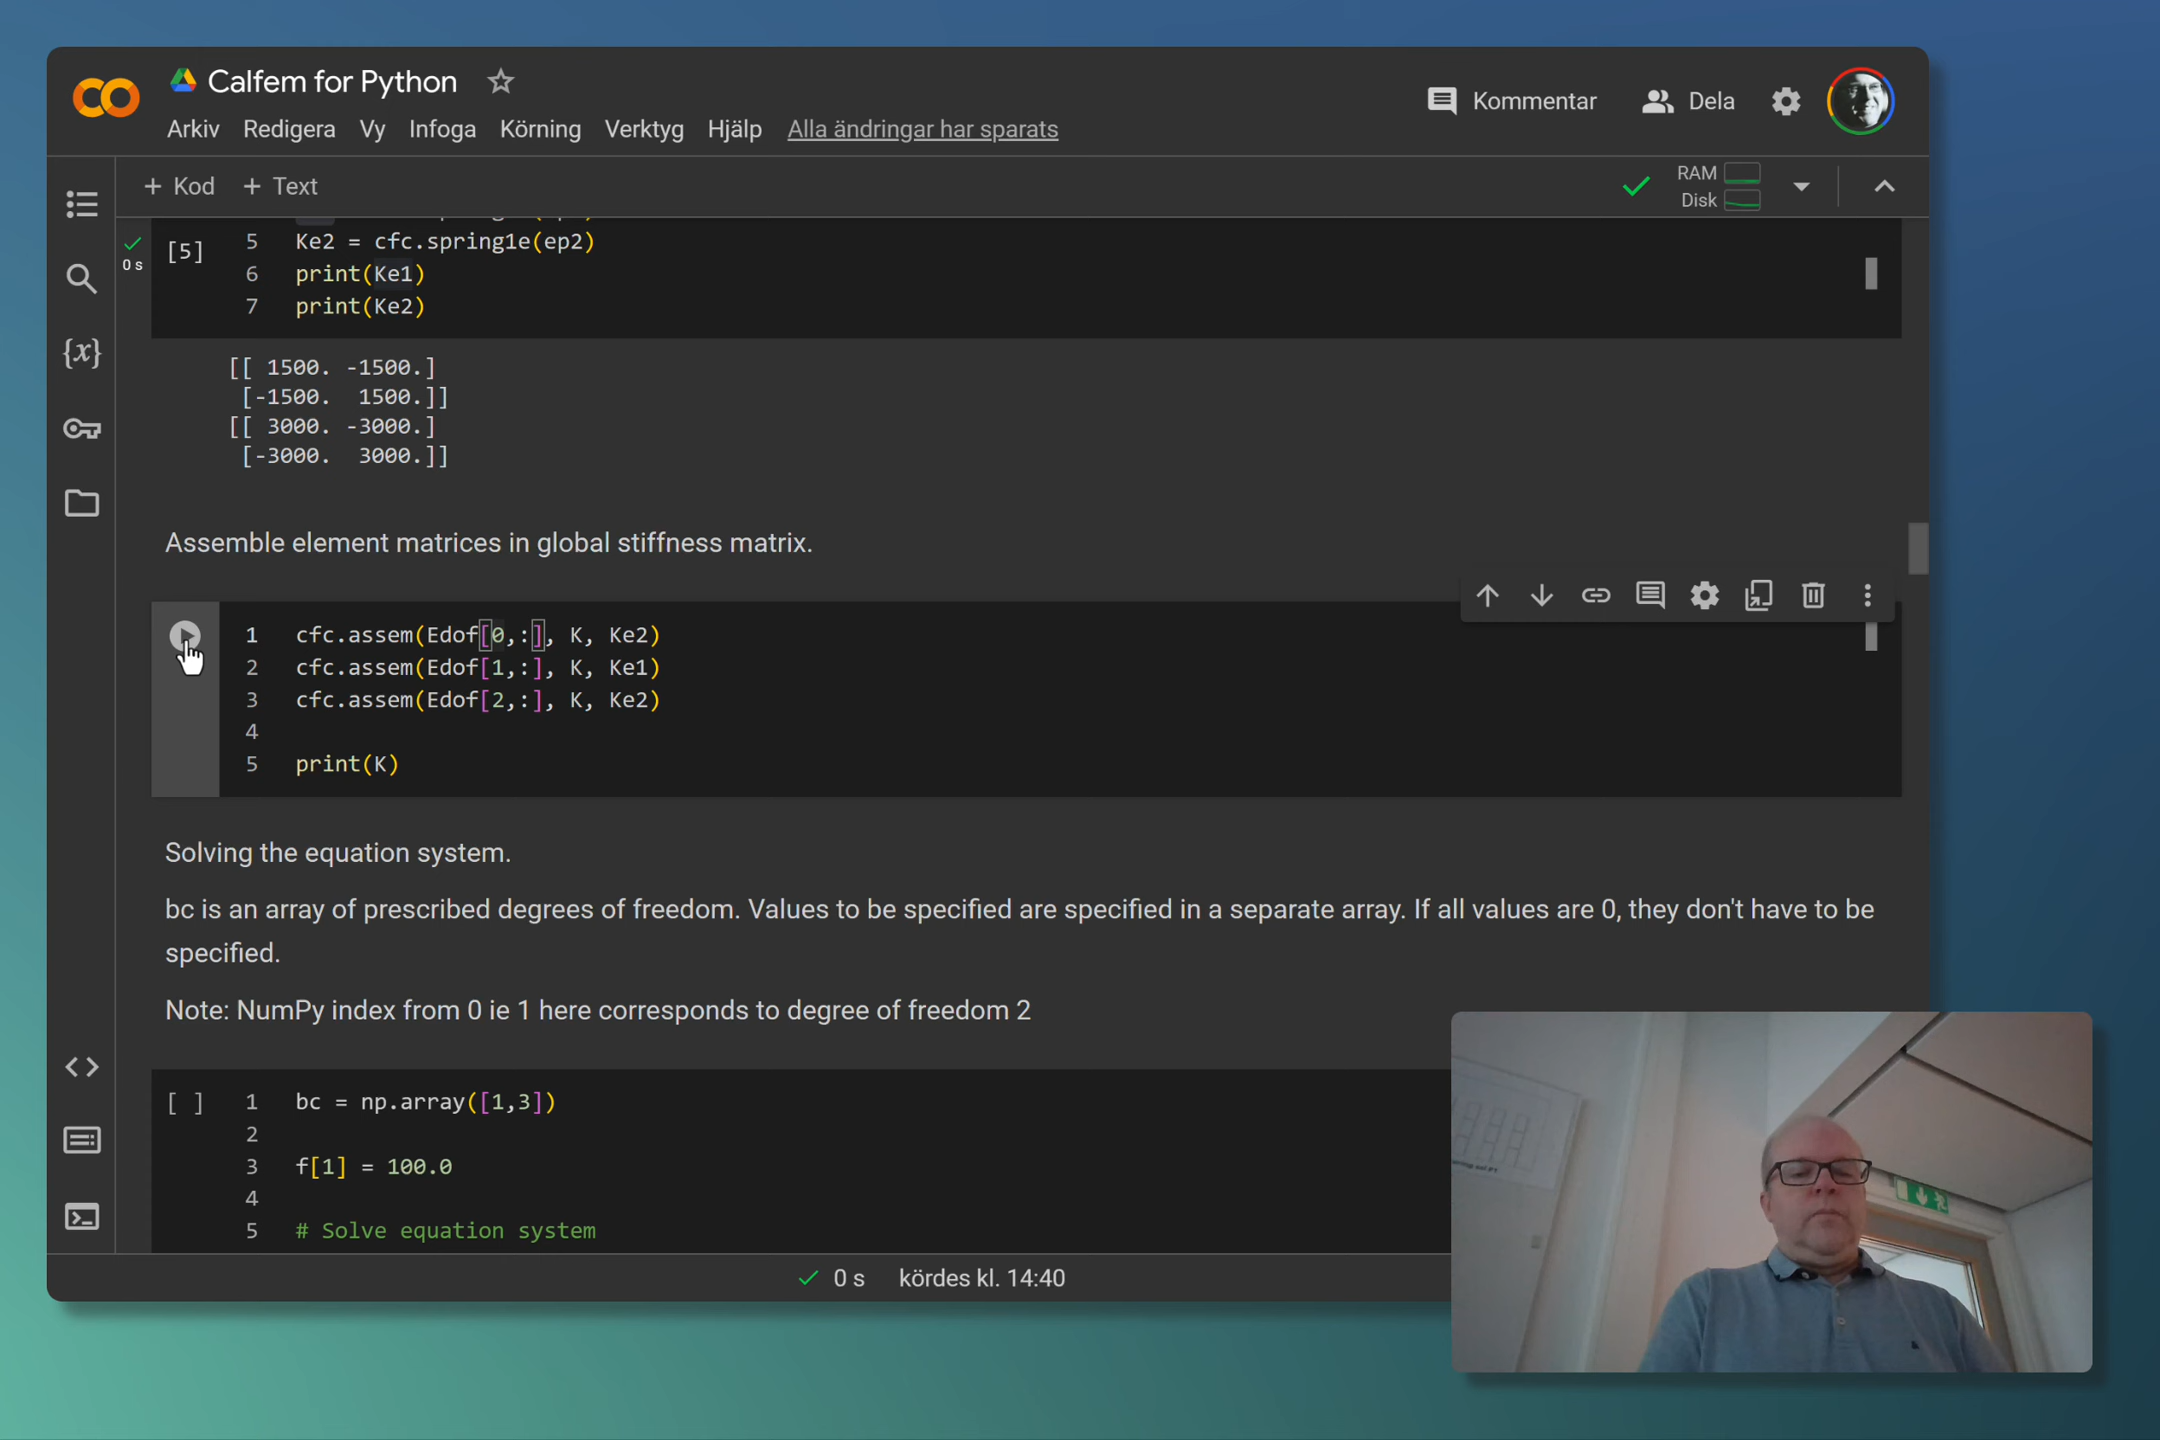 Calfem for Python
Kommentar
Dela
Arkiv Redigera Vy Infoga Körning Verktyg Hjälp Alla ändringar har sparats
+ Kod + Text
RAM
Disk
0 s
[5]
5 Ke2 = cfc.spring1e(ep2)
6 print(Ke1)
7 print(Ke2)
[[ 1500. -1500.]
[-1500. 1500.]]
[[ 3000. -3000.]
[-3000. 3000.]]
Assemble element matrices in global stiffness matrix.
1 cfc.assem(Edof[0,:], K, Ke2)
2 cfc.assem(Edof[1,:], K, Ke1)
3 cfc.assem(Edof[2,:], K, Ke2)
4
5 print(K)
Solving the equation system.
bc is an array of prescribed degrees of freedom. Values to be specified are specified in a separate array. If all values are 0, they don't have to be
specified.
Note: NumPy index from 0 ie 1 here corresponds to degree of freedom 2
[ ] 1 bc = np.array([1,3])
2
3 f[1] = 100.0
4
5 # Solve equation system
0 s kördes kl. 14:40